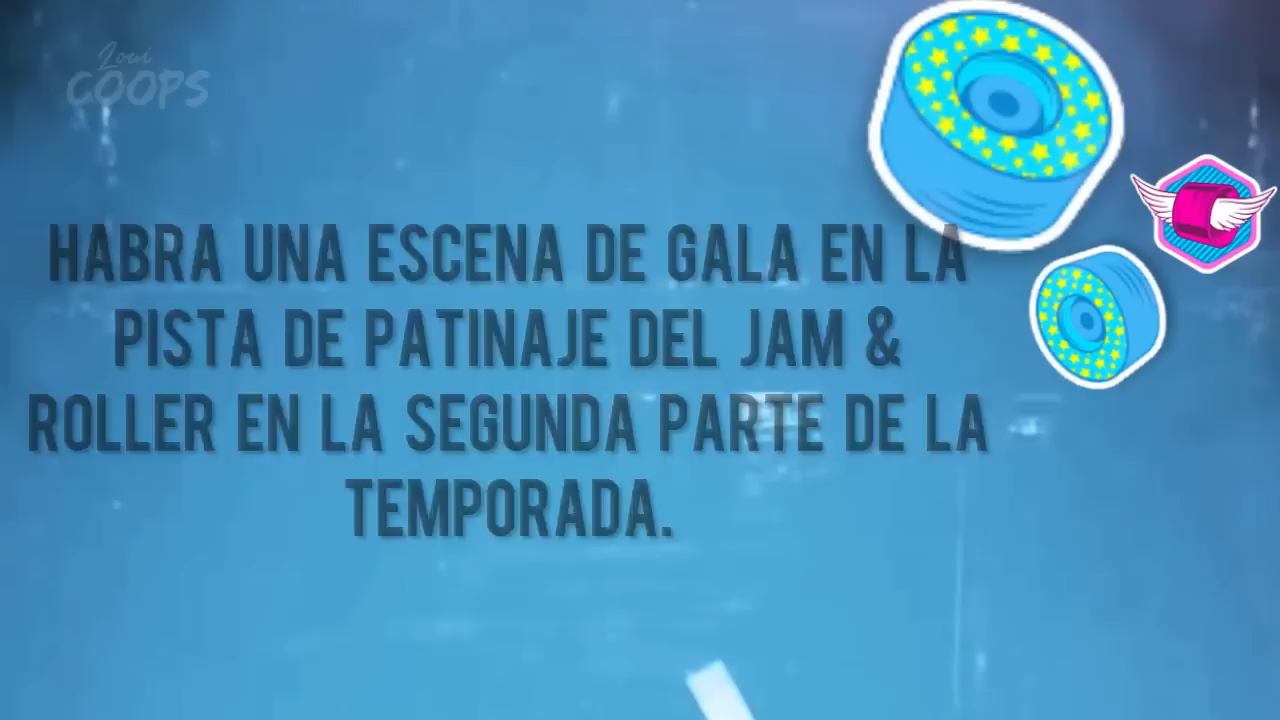 Loui
COOPS
HABRA UNA ESCENA DE GALA EN LA
PISTA DE PATINAJE DEL JAM &
ROLLER EN LA SEGUNDA PARTE DE LA
TEMPORADA.